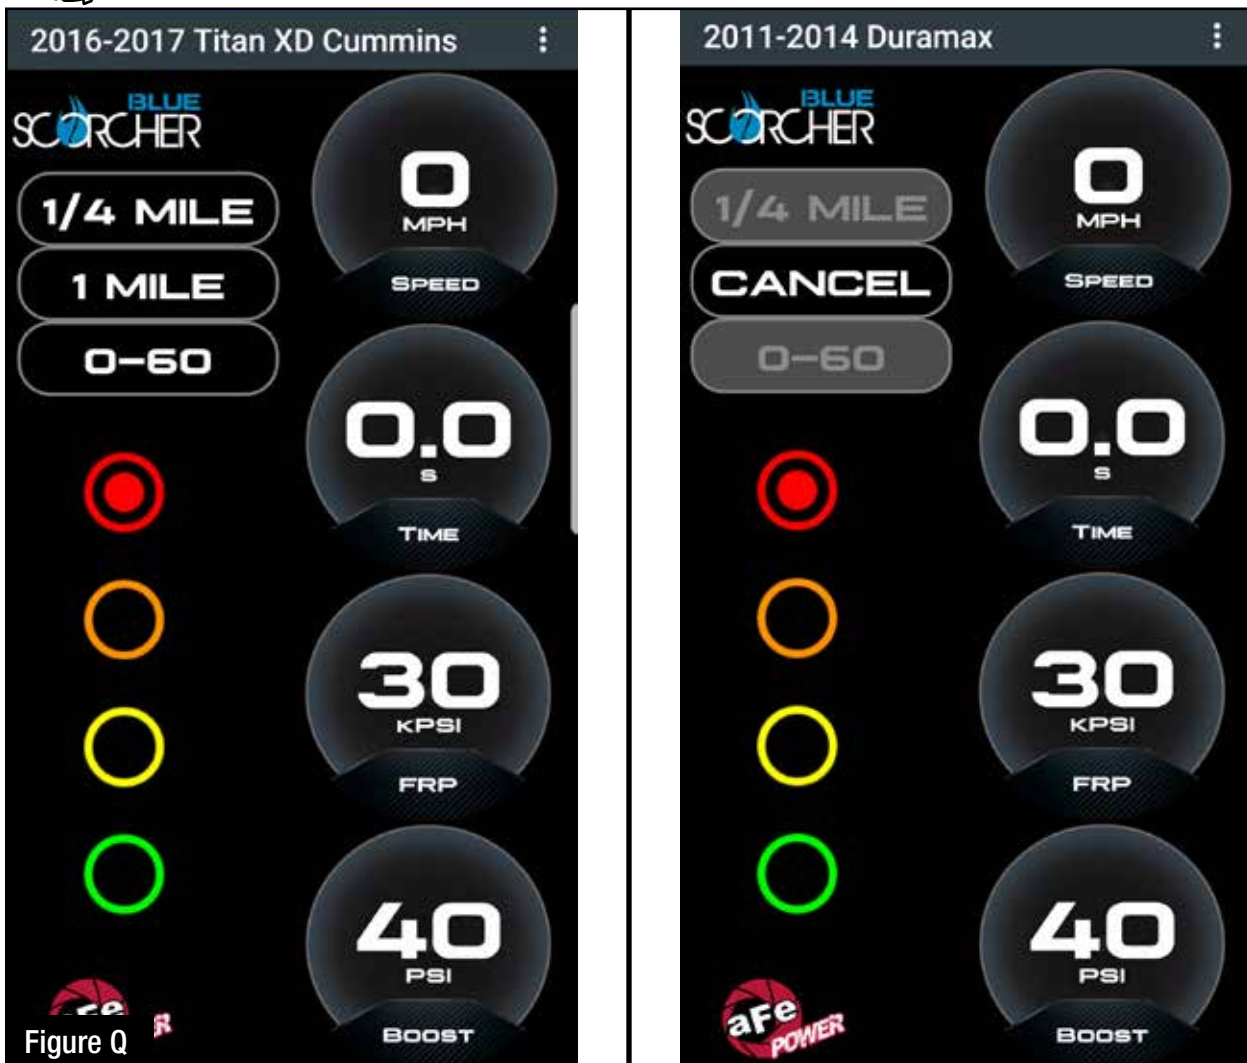 2016-2017 Titan XD Cummins
BLUE
SCORCHER
1/4 MILE
1 MILE
0-60
0
MPH
SPEED
0.0
S
TIME
30
KPSI
FRP
40
PSI
BOOST
aFe
Figure Q
2011-2014 Duramax
BLUE
SCORCHER
1/4 MILE
CANCEL
0-60
0
MPH
SPEED
0.0
S
TIME
30
KPSI
FRP
40
PSI
BOOST
aFe
POWER